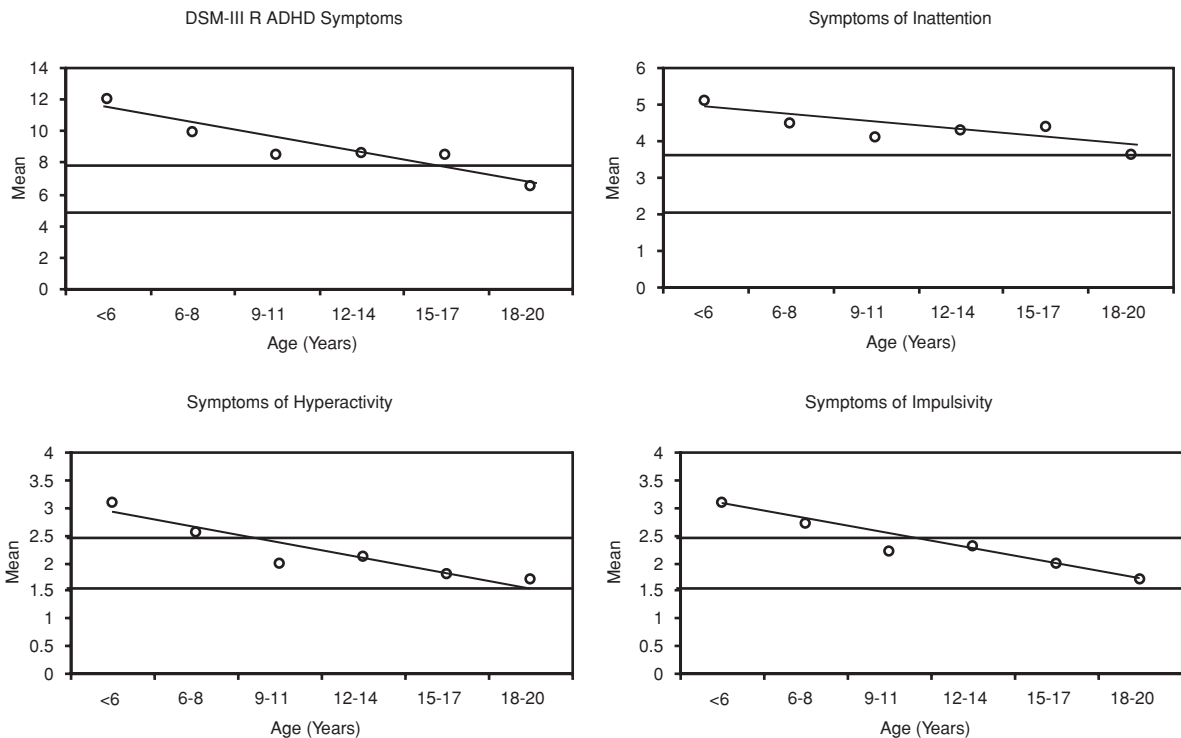 DSM-III R ADHD Symptoms
14
12
10
8
6
4
2
0
Mean
<6 6-8 9-11 12-14 15-17 18-20
Age (Years)
Symptoms of Inattention
6
5
4
3
2
1
0
Mean
<6 6-8 9-11 12-14 15-17 18-20
Age (Years)
Symptoms of Hyperactivity
4
3.5
3
2.5
2
1.5
1
0.5
0
Mean
<6 6-8 9-11 12-14 15-17 18-20
Age (Years)
Symptoms of Impulsivity
4
3.5
3
2.5
2
1.5
1
0.5
0
Mean
<6 6-8 9-11 12-14 15-17 18-20
Age (Years)